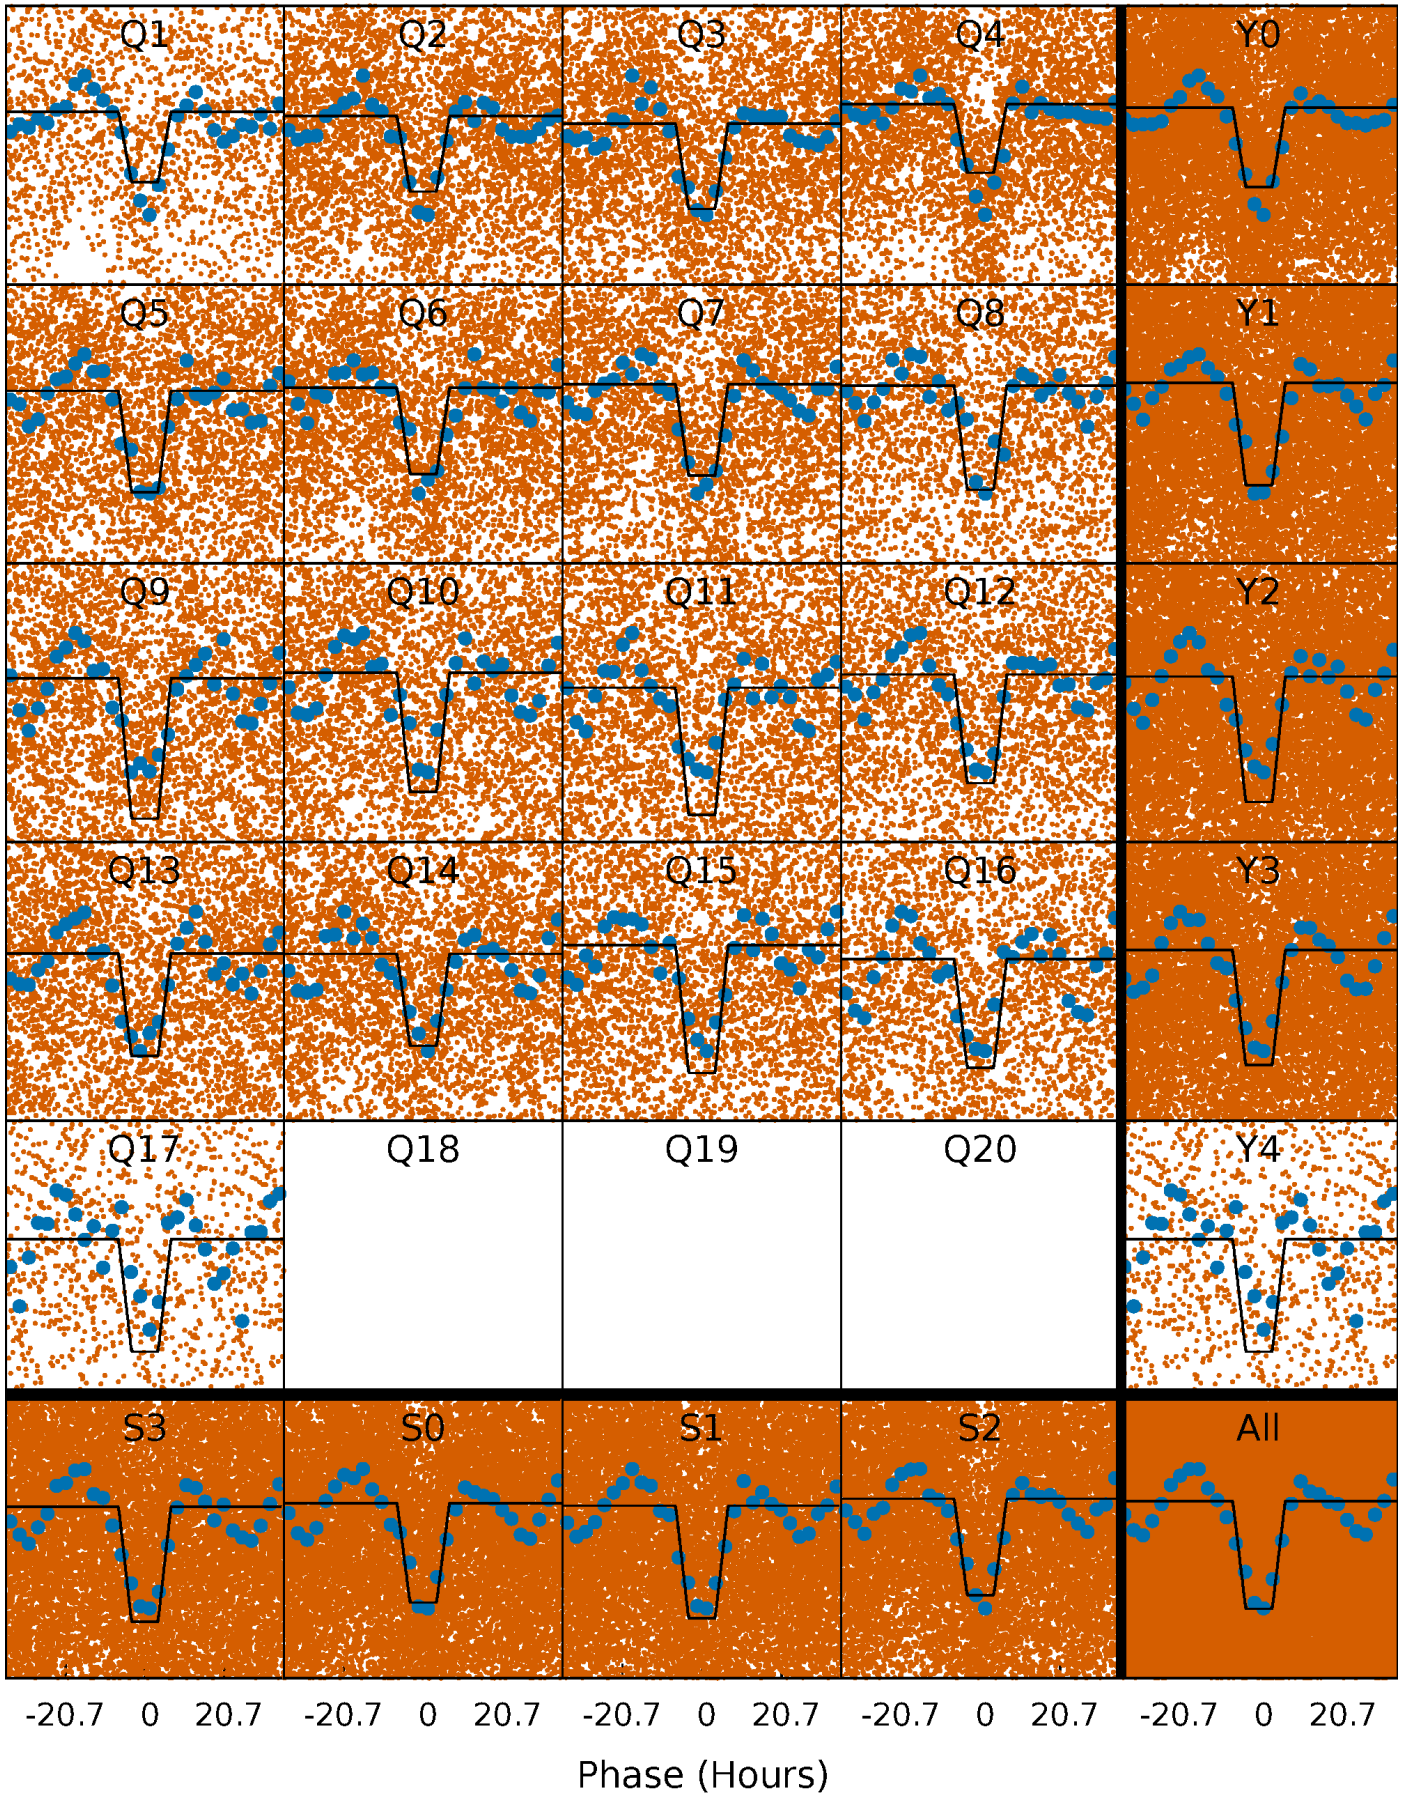 Q1 Q2 Q3 Q4 Y0
Q5 Q6 Q7 Q8 Y1
Q9 Q10 Q11 Q12 Y2
Q13 Q14 Q15 Q16 Y3
Q17 Q18 Q19 Q20 Y4
S3 S0 S1 S2 All
-20.7 0 20.7 -20.7 0 20.7 -20.7 0 20.7 -20.7 0 20.7 -20.7 0 20.7
Phase (Hours)